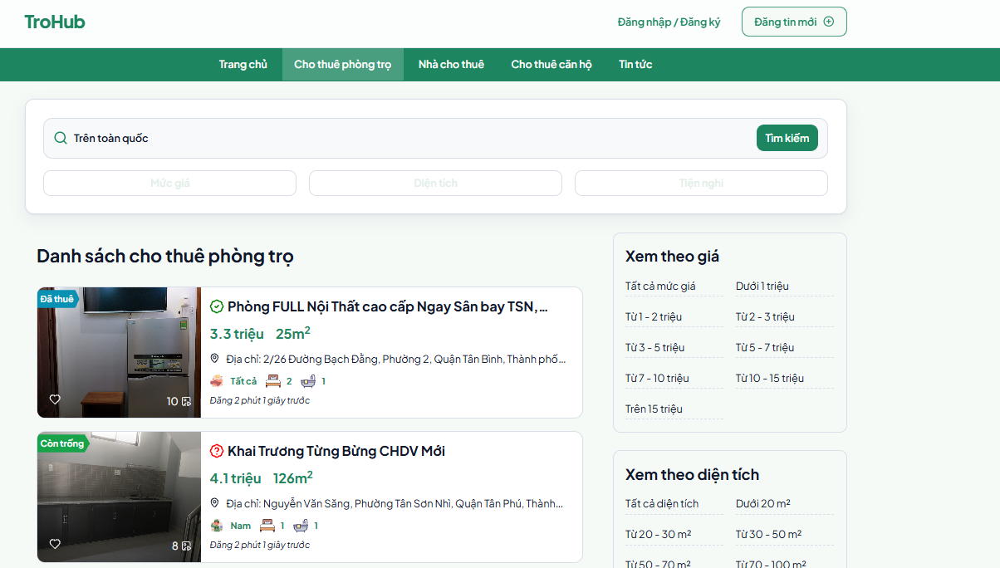 TroHub
Đăng nhập / Đăng ký
Đăng tin mới
Trang chủ
Cho thuê phòng trọ
Nhà cho thuê
Cho thuê căn hộ
Tin tức
Trên toàn quốc
Tìm kiếm
Mức giá
Diện tích
Tiện nghi
Danh sách cho thuê phòng trọ
Đã thuê
10
Phòng FULL Nội Thất cao cấp Ngay Sân bay TSN,...
3.3 triệu 25m²
Địa chỉ: 2/26 Đường Bạch Đằng, Phường 2, Quận Tân Bình, Thành phố...
Tất cả 2 1
Đăng 2 phút 1 giây trước
Còn trống
8
Khai Trương Từng Bừng CHDV Mới
4.1 triệu 126m²
Địa chỉ: Nguyễn Văn Săng, Phường Tân Sơn Nhì, Quận Tân Phú, Thành...
Nam 1 1
Đăng 2 phút 1 giây trước
Xem theo giá
Tất cả mức giá Dưới 1 triệu
Từ 1 - 2 triệu Từ 2 - 3 triệu
Từ 3 - 5 triệu Từ 5 - 7 triệu
Từ 7 - 10 triệu Từ 10 - 15 triệu
Trên 15 triệu
Xem theo diện tích
Tất cả diện tích Dưới 20 m²
Từ 20 - 30 m² Từ 30 - 50 m²
Từ 50 - 70 m² Từ 70 - 100 m²